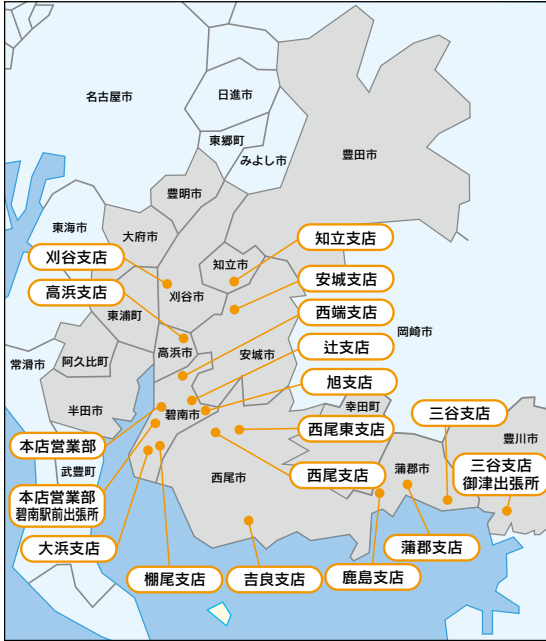 名古屋市
日進市
東郷町
みよし市
豊田市
豊明市
東海市
大府市
知立支店
刈谷支店
知立市
安城支店
高浜支店
刈谷市
東浦町
西端支店
岡崎市
辻支店
高浜市
安城市
常滑市
阿久比町
旭支店
半田市
碧南市
幸田町
三谷支店
西尾東支店
豊川市
本店営業部
武豊町
西尾市
西尾支店
蒲郡市
三谷支店
御津出張所
本店営業部
碧南駅前出張所
大浜支店
蒲郡支店
棚尾支店
吉良支店
鹿島支店